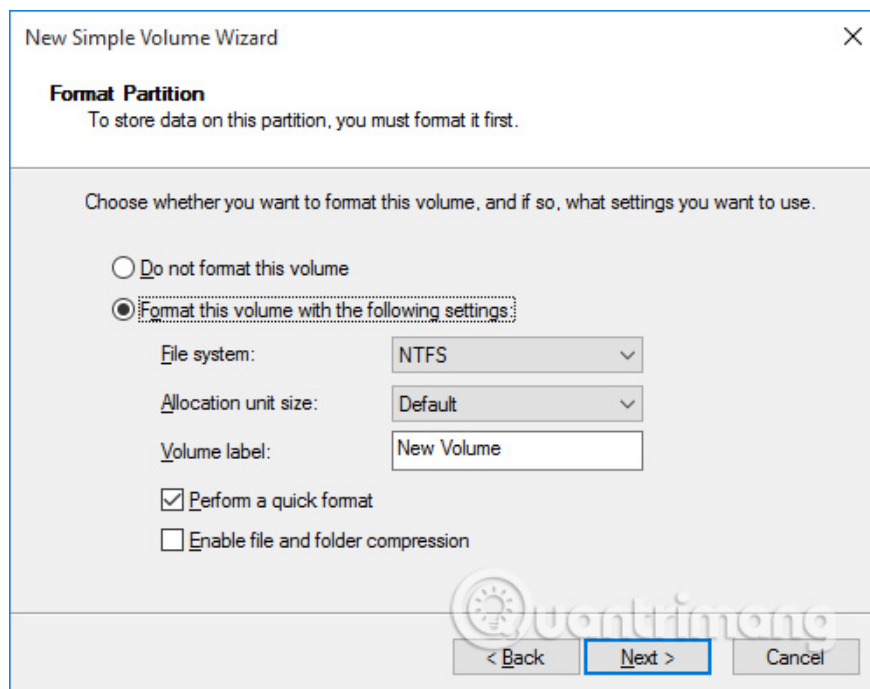 New Simple Volume Wizard
Format Partition
To store data on this partition, you must format it first.
Choose whether you want to format this volume, and if so, what settings you want to use.
Do not format this volume
Format this volume with the following settings:
File system: NTFS
Allocation unit size: Default
Volume label: New Volume
Perform a quick format
Enable file and folder compression
Quantrimang
< Back Next > Cancel